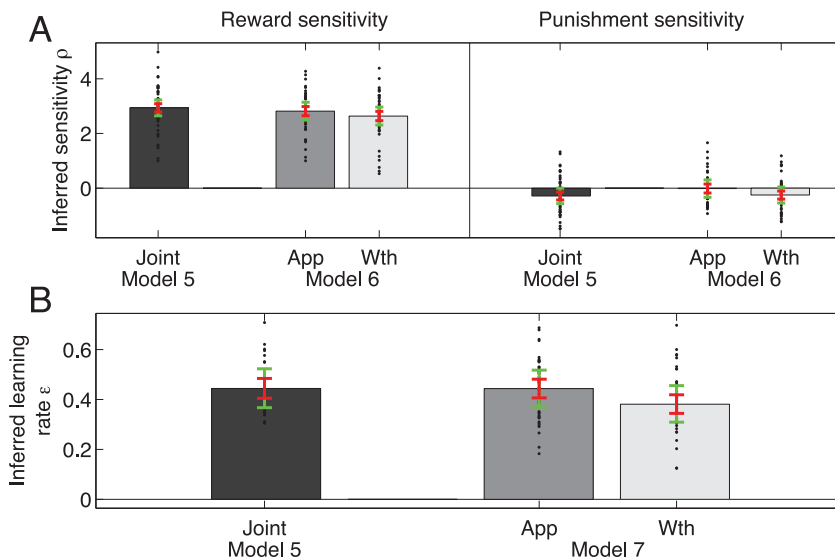 Reward sensitivity Punishment sensitivity
A
Inferred sensitivity ρ
4
2
0
Joint App Wth Joint App Wth
Model 5 Model 6 Model 5 Model 6
B
Inferred learning
rate ε
0.6
0.4
0.2
0
Joint App Wth
Model 5 Model 7